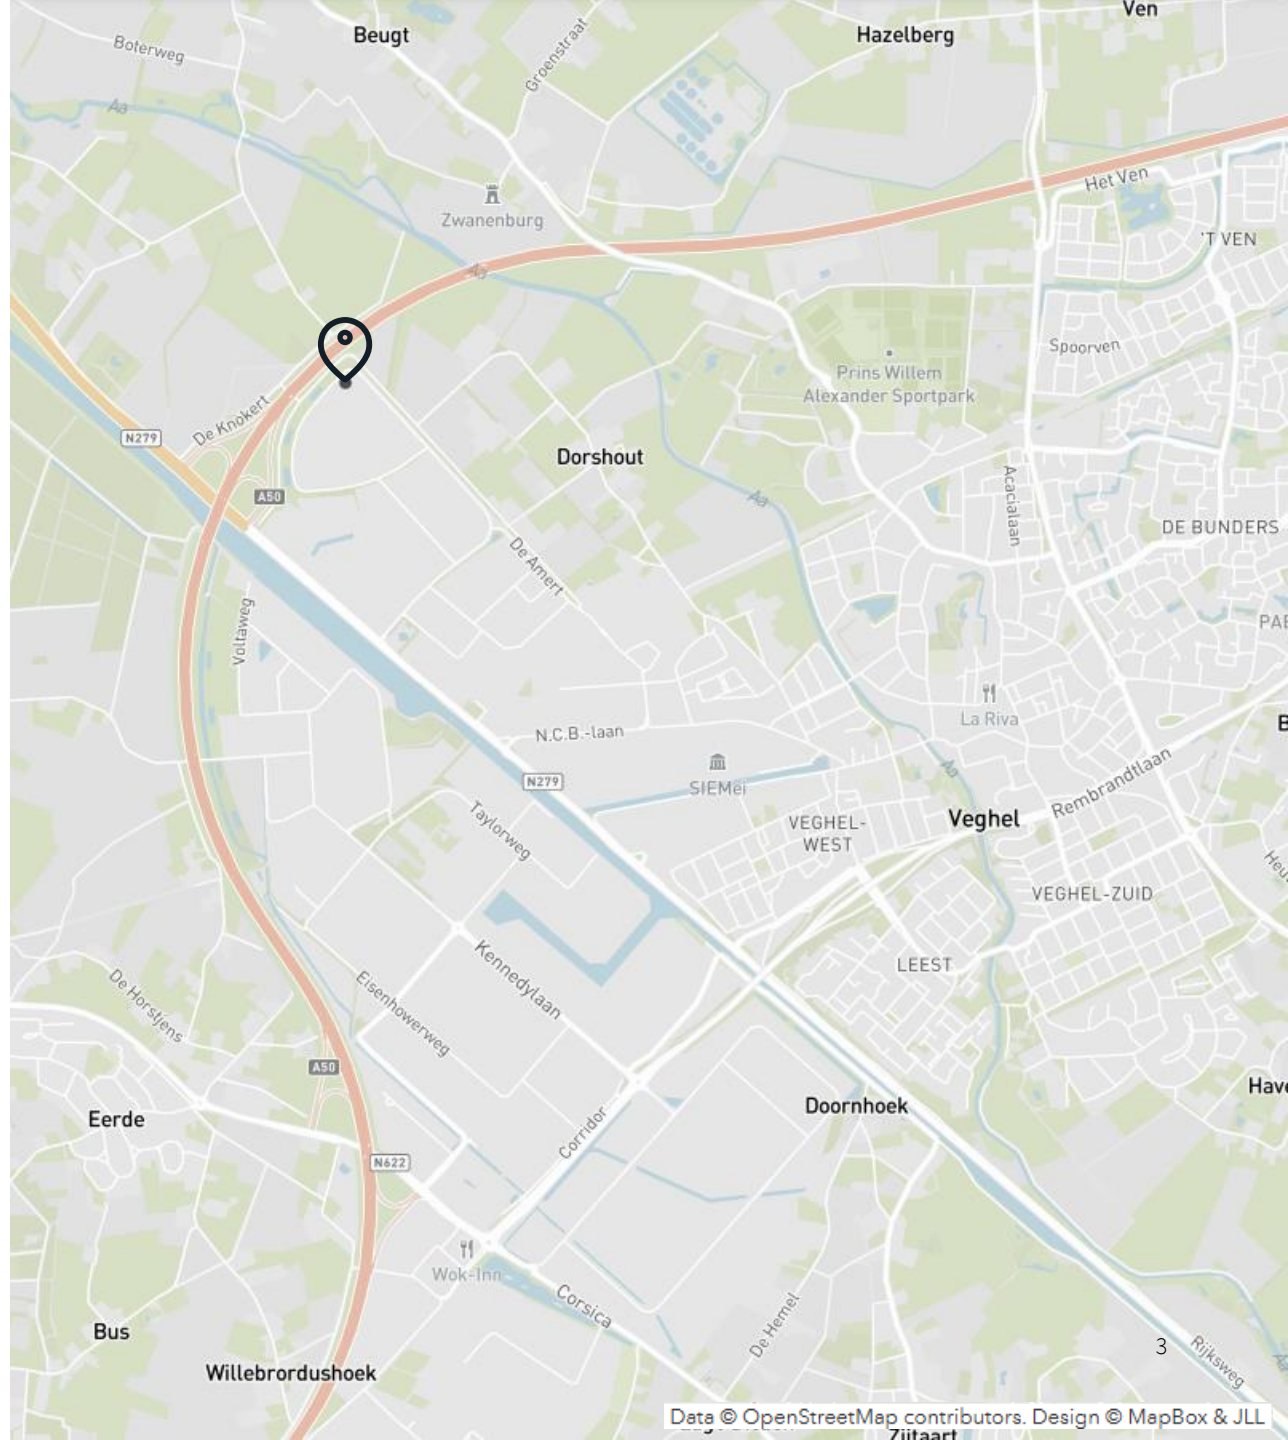 Ven
Beugt
Hazelberg
Boterweg
Groenstraat
Aa
Het Ven
Zwanenburg
'T VEN
Aa
Spoorven
Prins Willem
Alexander Sportpark
De Knokert
N279
Dorshout
A50
Aa
Acacialaan
DE BUNDERS
De Amert
Voltaweg
La Riva
N.C.B.-laan
Aa
N279
SIEMei
Rembrandtlaan
Taylorweg
VEGHEL-
WEST
Veghel
VEGHEL-ZUID
Kennedylaan
LEEST
Eisenhowerweg
De Horstjens
A50
Eerde
Doornhoek
Corridor
N622
Wok-Inn
Corsica
De Hemel
Bus
3
Rijksweg
Aa
Willebrordushoek
Data © OpenStreetMap contributors. Design © MapBox & JLL
Zijtaart